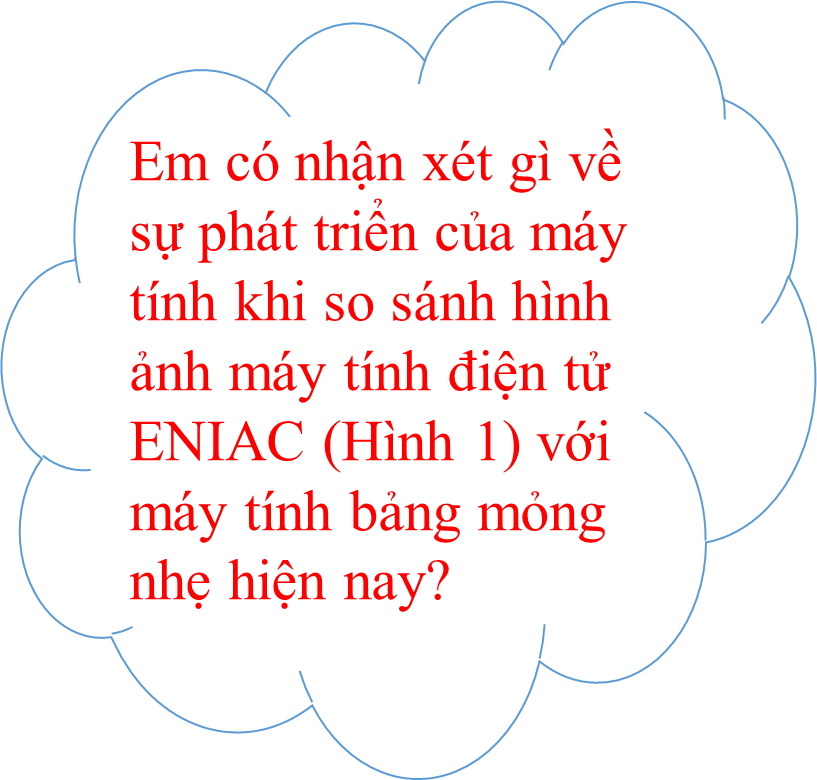 Em có nhận xét gì về
sự phát triển của máy
tính khi so sánh hình
ảnh máy tính điện tử
ENIAC (Hình 1) với
máy tính bảng mỏng
nhẹ hiện nay?